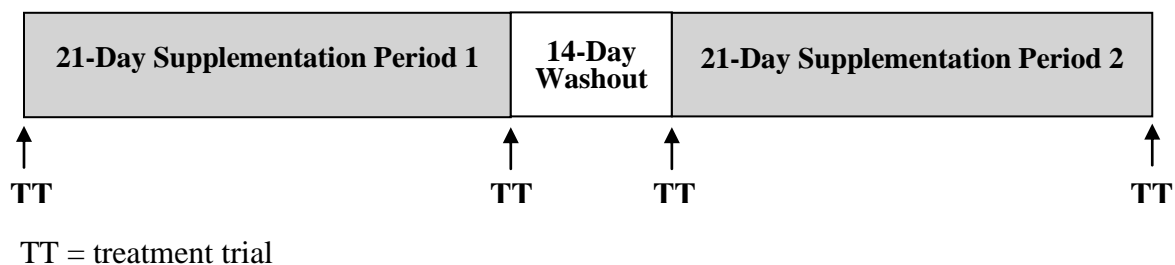 21-Day Supplementation Period 1
14-Day
Washout
21-Day Supplementation Period 2
TT
TT
TT
TT
TT = treatment trial